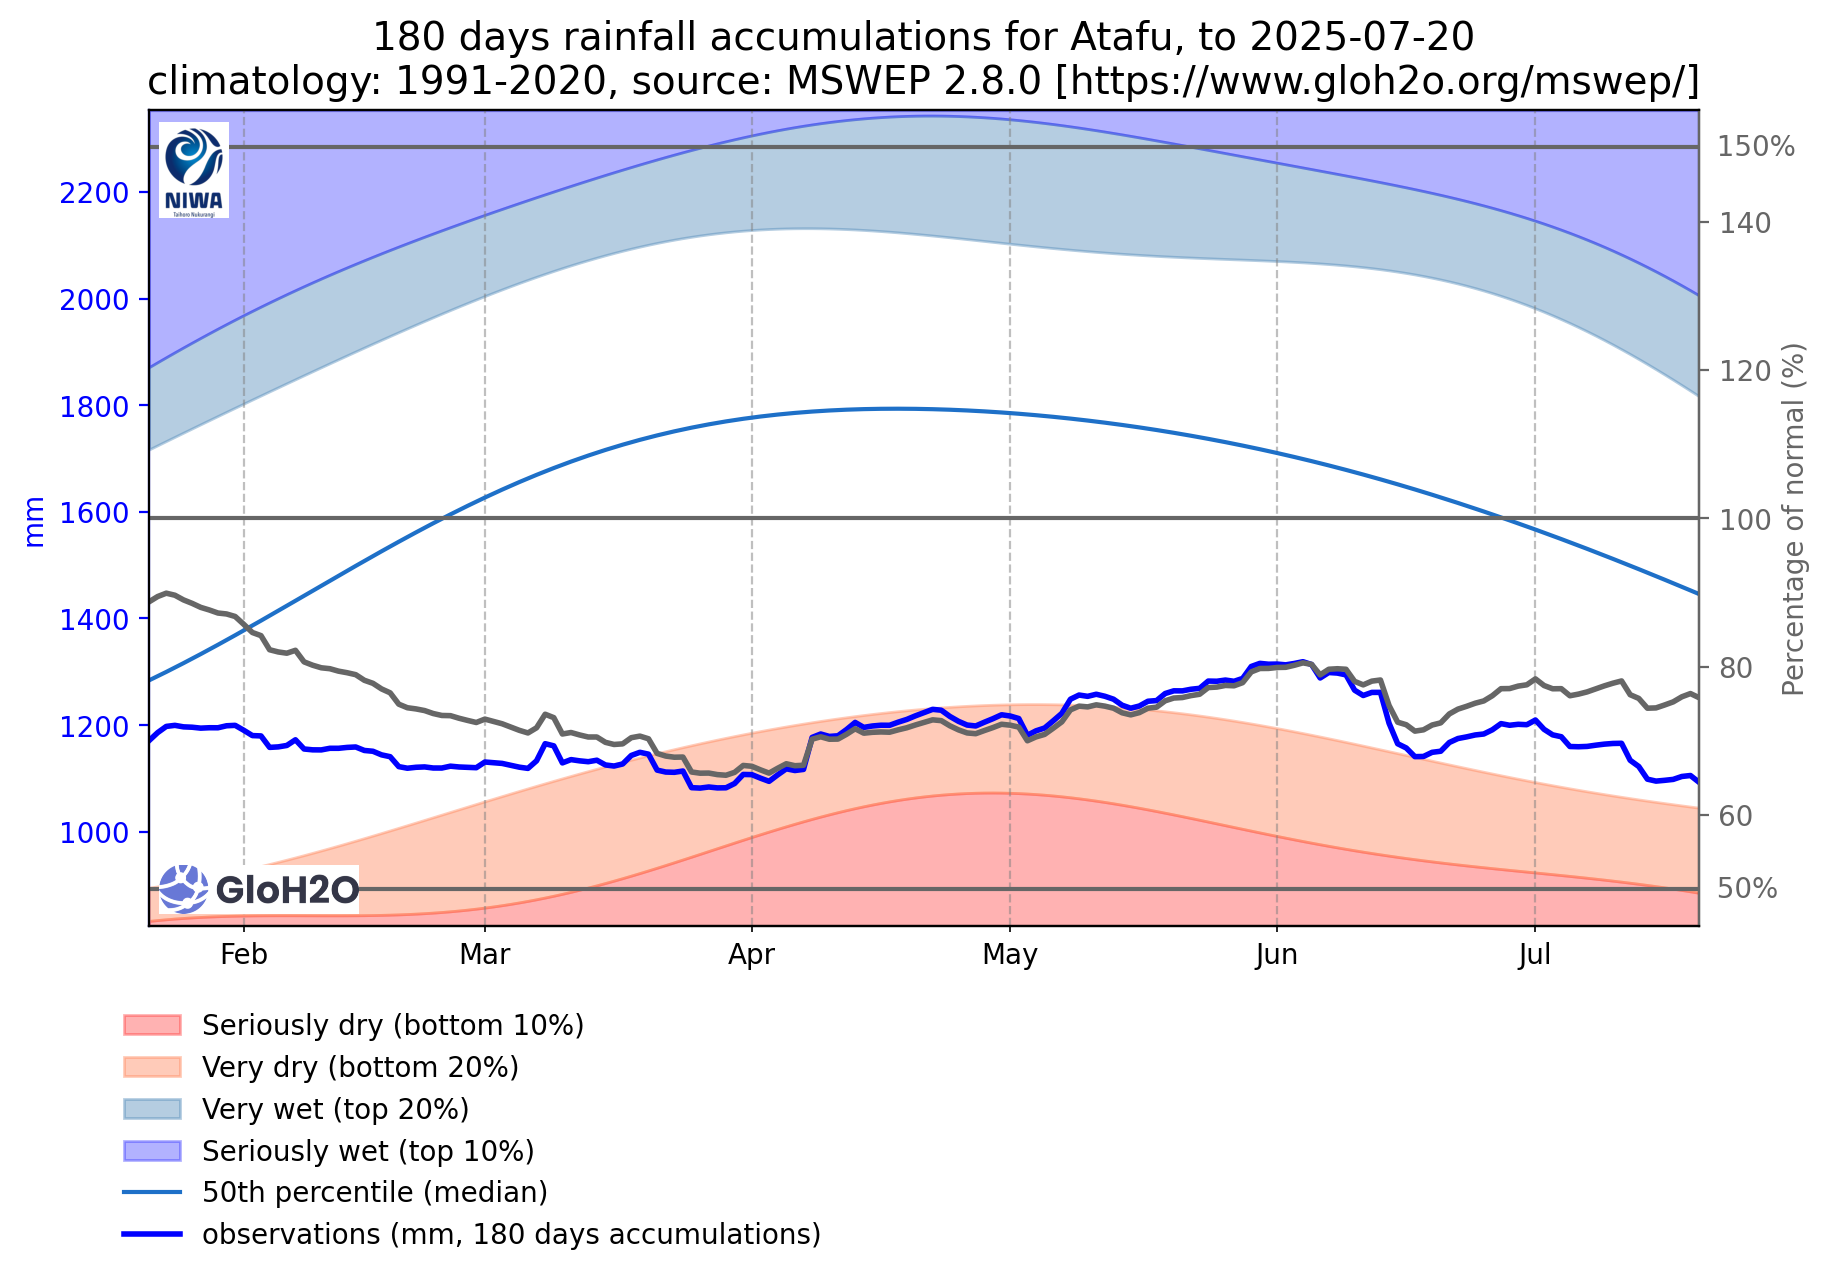 180 days rainfall accumulations for Atafu, to 2025-07-20
climatology: 1991-2020, source: MSWEP 2.8.0 [https://www.gloh2o.org/mswep/]
NIWA
Taihoro Nukurangi
2200
2000
1800
1600
1400
1200
1000
mm
150%
140
120
100
80
60
50%
Percentage of normal (%)
GloH2O
Feb
Mar
Apr
May
Jun
Jul
Seriously dry (bottom 10%)
Very dry (bottom 20%)
Very wet (top 20%)
Seriously wet (top 10%)
50th percentile (median)
observations (mm, 180 days accumulations)